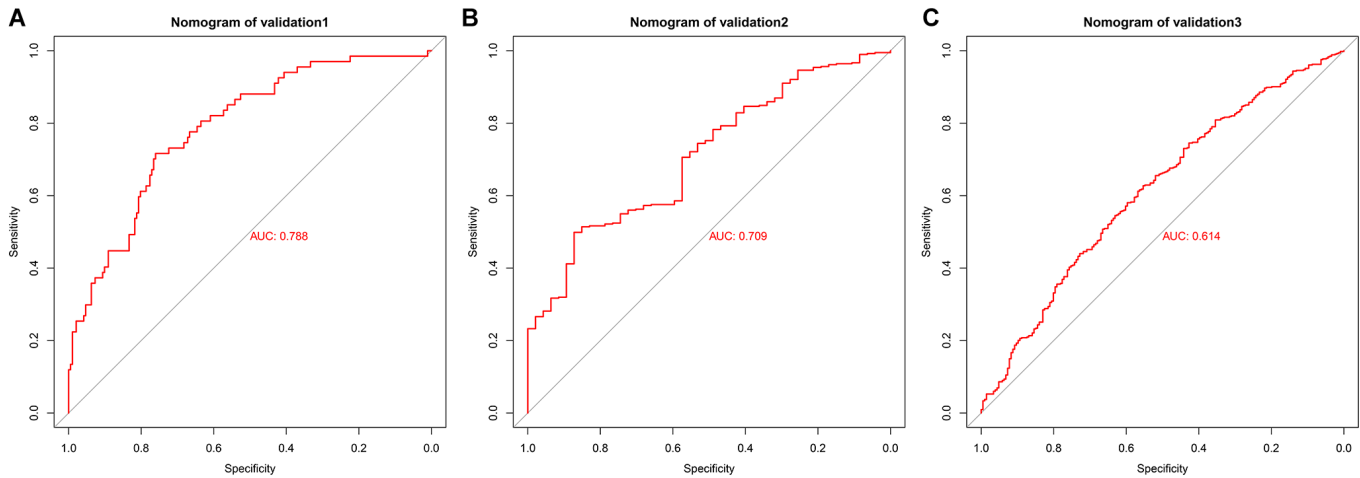 A
Nomogram of validation1
Sensitivity
1.0
0.8
0.6
0.4
0.2
0.0
AUC: 0.788
1.0 0.8 0.6 0.4 0.2 0.0
Specificity
B
Nomogram of validation2
Sensitivity
1.0
0.8
0.6
0.4
0.2
0.0
AUC: 0.709
1.0 0.8 0.6 0.4 0.2 0.0
Specificity
C
Nomogram of validation3
Sensitivity
1.0
0.8
0.6
0.4
0.2
0.0
AUC: 0.614
1.0 0.8 0.6 0.4 0.2 0.0
Specificity